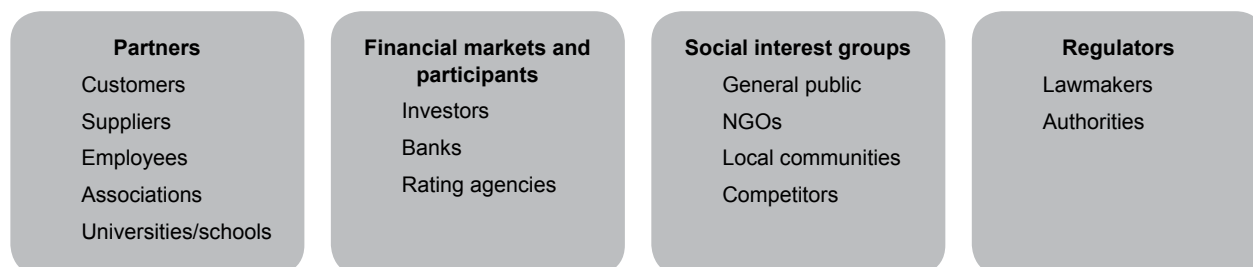 Partners
Customers
Suppliers
Employees
Associations
Universities/schools
Financial markets and
participants
Investors
Banks
Rating agencies
Social interest groups
General public
NGOs
Local communities
Competitors
Regulators
Lawmakers
Authorities